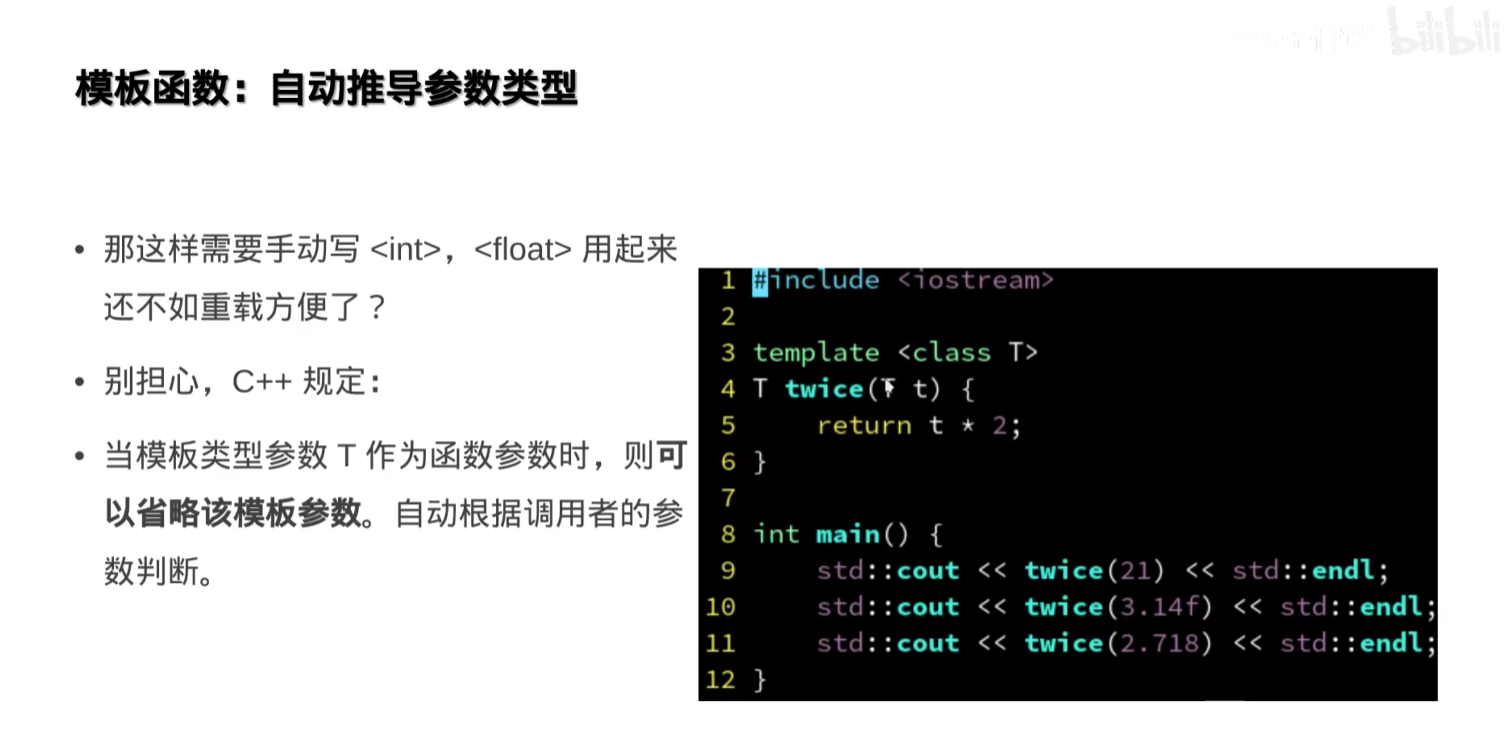 bilibili
模板函数：自动推导参数类型
• 那这样需要手动写 <int>，<float> 用起来
还不如重载方便了？
• 别担心，C++ 规定：
• 当模板类型参数 T 作为函数参数时，则可
以省略该模板参数。自动根据调用者的参
数判断。
1 #include <iostream>
2
3 template <class T>
4 T twice(T t) {
5     return t * 2;
6 }
7
8 int main() {
9     std::cout << twice(21) << std::endl;
10     std::cout << twice(3.14f) << std::endl;
11     std::cout << twice(2.718) << std::endl;
12 }